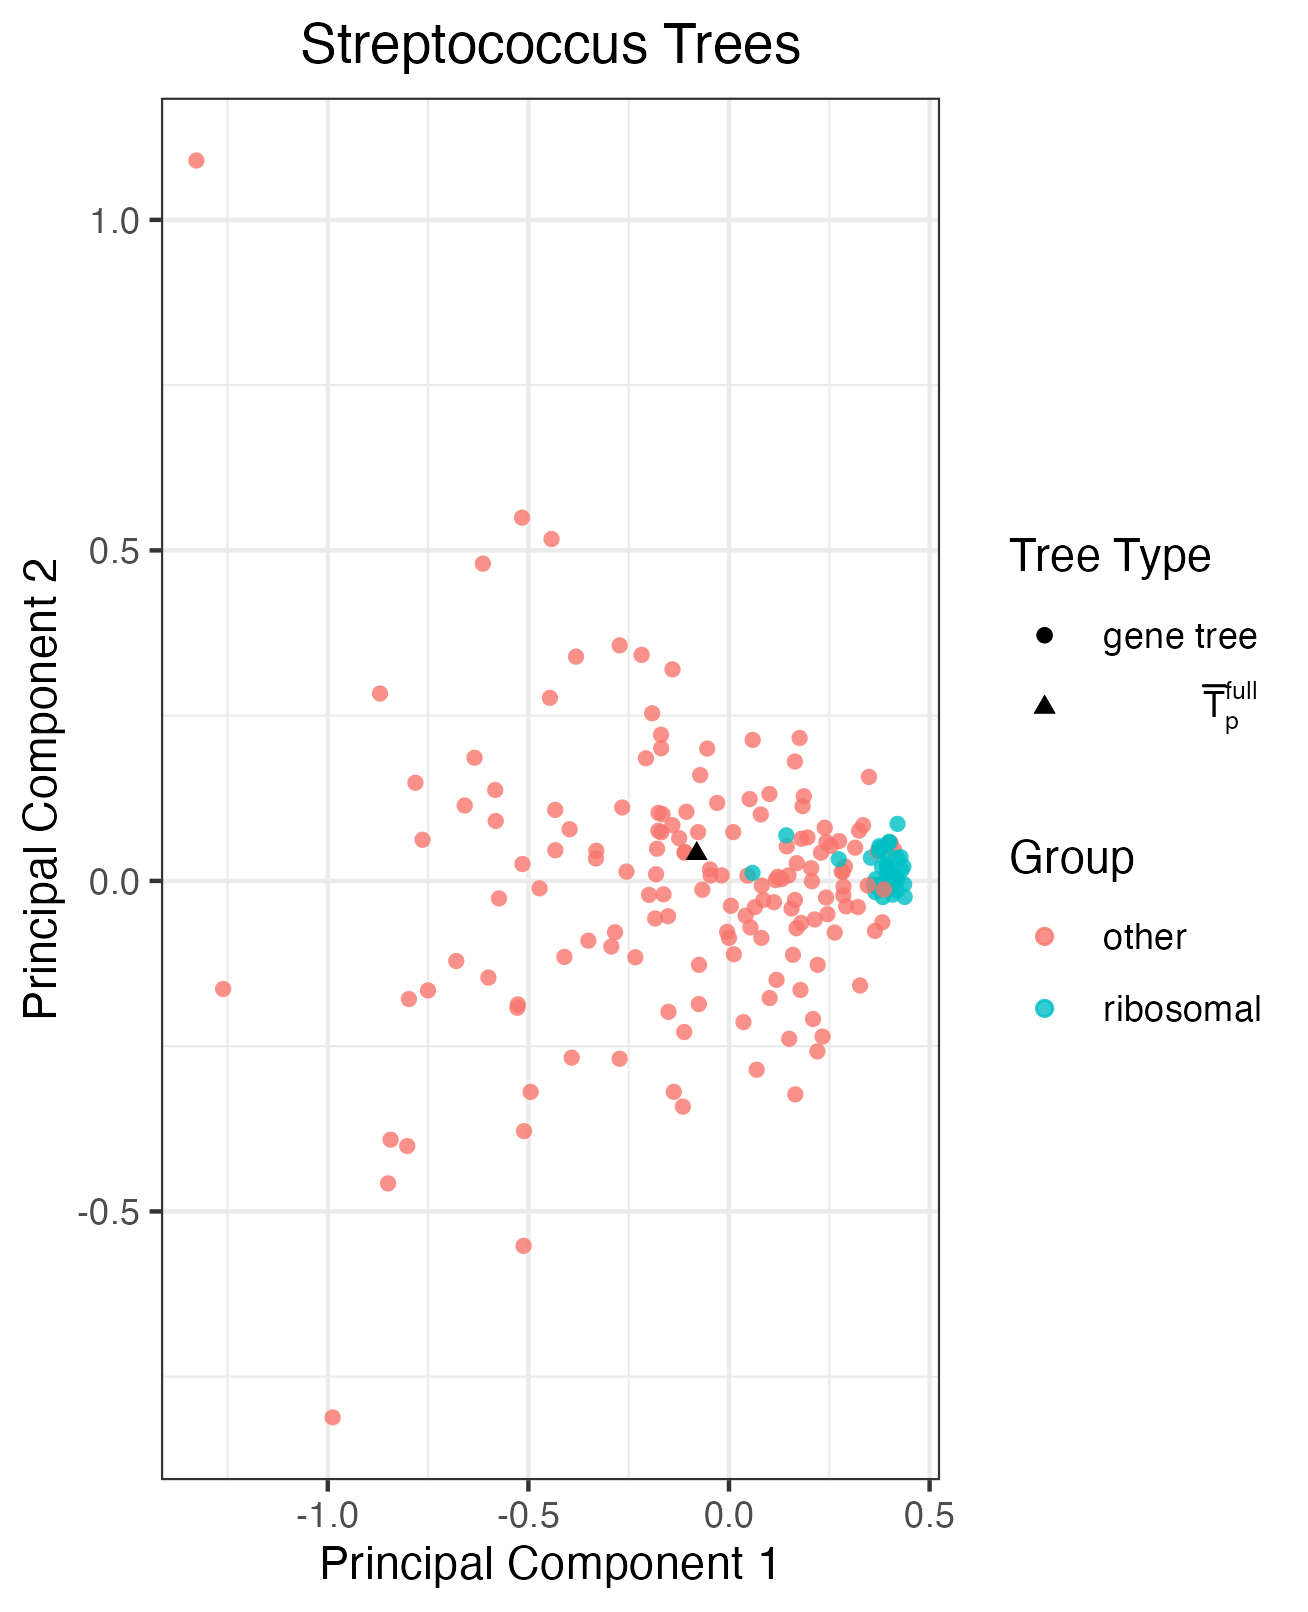 Streptococcus Trees
Principal Component 2
1.0
0.5
0.0
-0.5
-1.0 -0.5 0.0 0.5
Principal Component 1
Tree Type
gene tree
T̅ₚ^full
Group
other
ribosomal